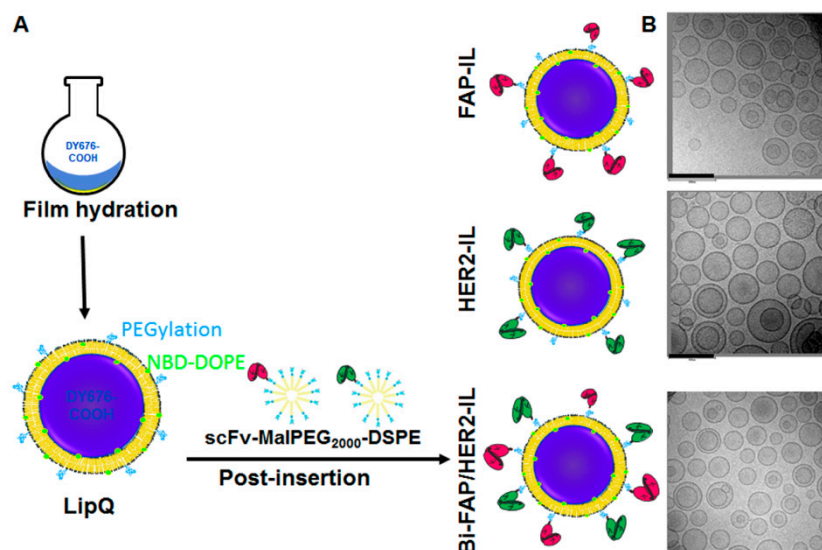 A
B
DY676-
COOH
Film hydration
PEGylation
NBD-DOPE
DY676-
COOH
LipQ
scFv-MalPEG2000-DSPE
Post-insertion
FAP-IL
HER2-IL
Bi-FAP/HER2-IL